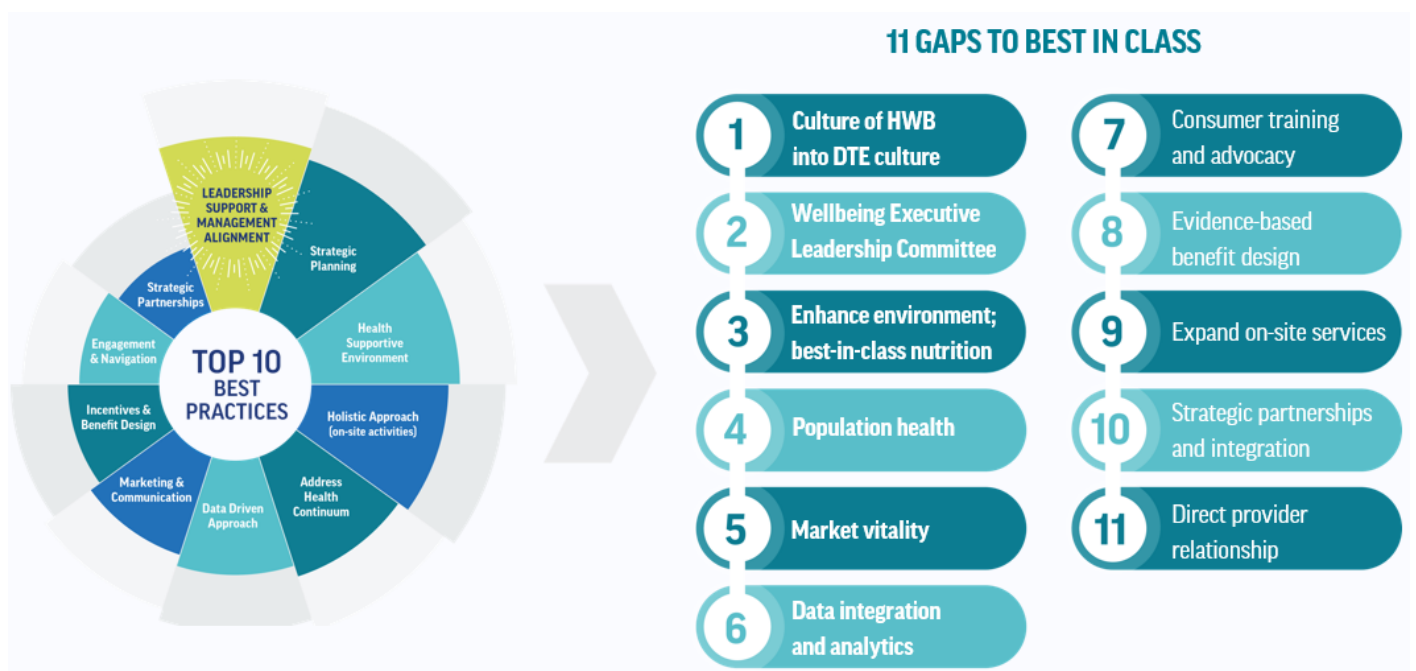 LEADERSHIP
SUPPORT &
MANAGEMENT
ALIGNMENT
Strategic
Planning
Health
Supportive
Environment
Holistic Approach
(on-site activities)
Address
Health
Continuum
Data Driven
Approach
Marketing &
Communication
Incentives &
Benefit Design
Engagement
& Navigation
Strategic
Partnerships
TOP 10
BEST
PRACTICES
11 GAPS TO BEST IN CLASS
1
Culture of HWB
into DTE culture
2
Wellbeing Executive
Leadership Committee
3
Enhance environment;
best-in-class nutrition
4
Population health
5
Market vitality
6
Data integration
and analytics
7
Consumer training
and advocacy
8
Evidence-based
benefit design
9
Expand on-site services
10
Strategic partnerships
and integration
11
Direct provider
relationship